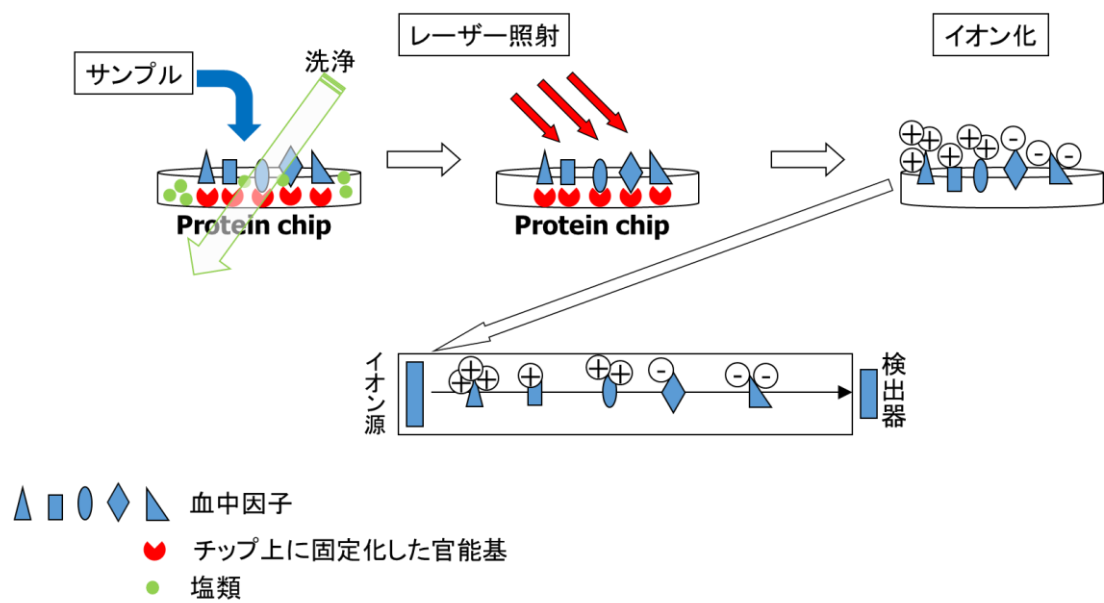 サンプル
洗浄
レーザー照射
イオン化
Protein chip
Protein chip
+ + + + + + - - -
イオン源
+ + + + + + - - -
検出器
血中因子
チップ上に固定化した官能基
塩類